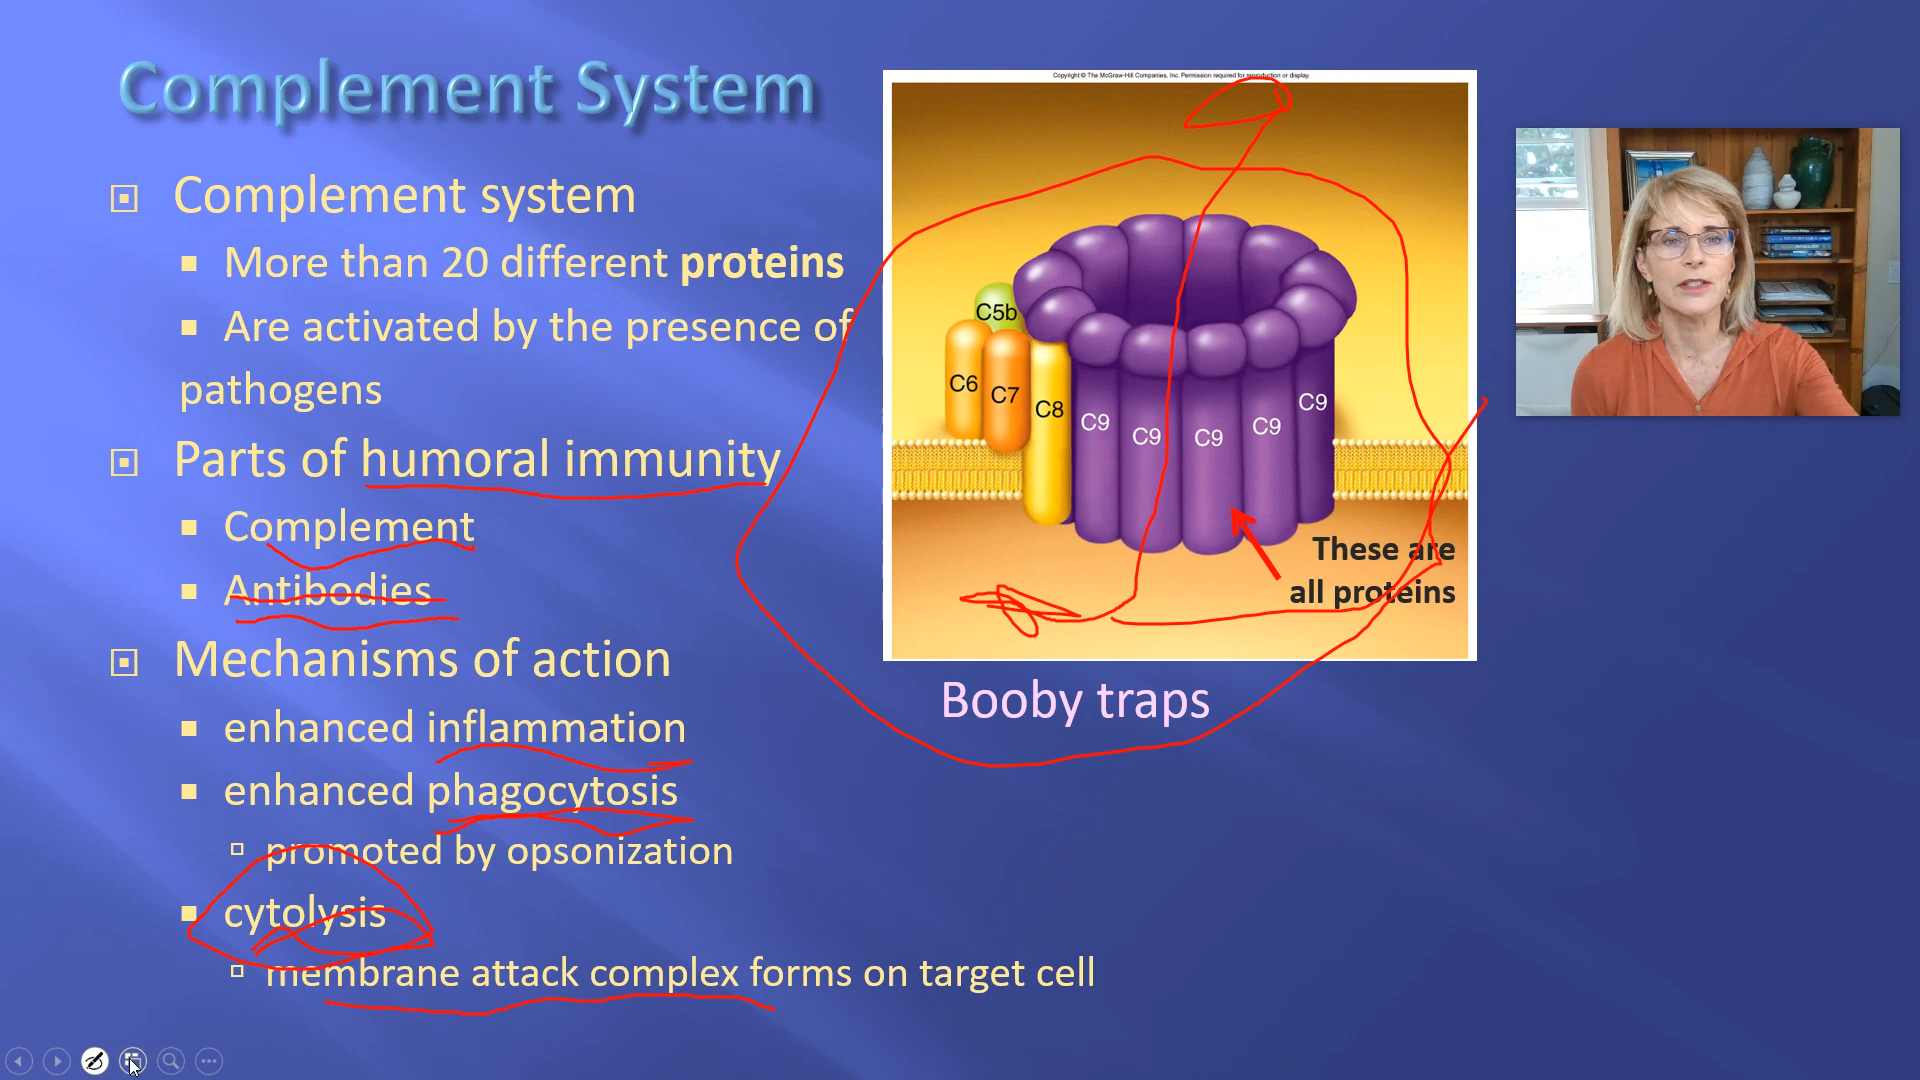 Complement System
Complement system
More than 20 different proteins
Are activated by the presence of
pathogens
Parts of humoral immunity
Complement
Antibodies
Mechanisms of action
enhanced inflammation
enhanced phagocytosis
promoted by opsonization
cytolysis
membrane attack complex forms on target cell
Copyright © The McGraw-Hill Companies, Inc. Permission required for reproduction or display.
C5b
C6
C7
C8
C9
C9
C9
C9
C9
These are
all proteins
Booby traps